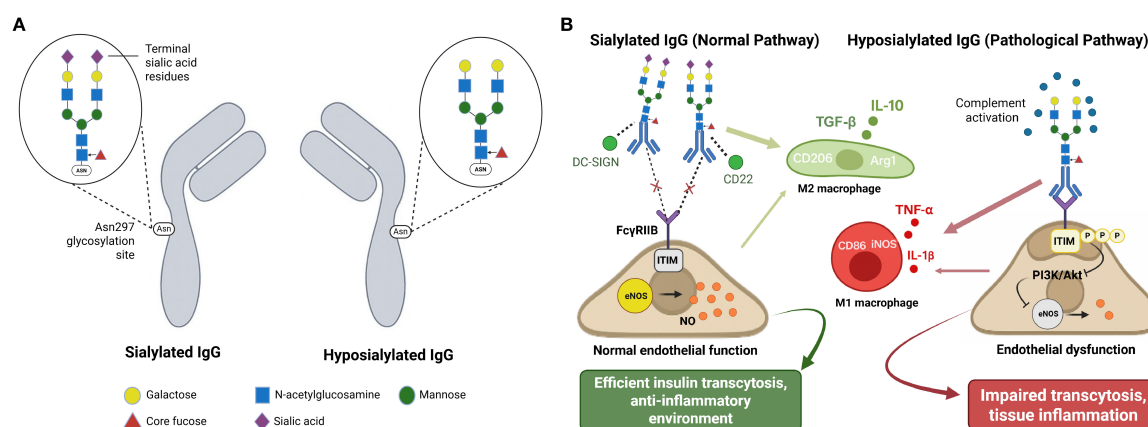 A
Terminal
sialic acid
residues
ASN
ASN
Asn297
glycosylation
site
Asn
Asn
Sialylated IgG
Hyposialylated IgG
Galactose
N-acetylglucosamine
Mannose
Core fucose
Sialic acid
B
Sialylated IgG (Normal Pathway)
Hyposialylated IgG (Pathological Pathway)
IL-10
TGF-β
Complement
activation
DC-SIGN
CD22
CD206
Arg1
M2 macrophage
FcγRIIB
TNF-α
CD86
iNOS
IL-1β
M1 macrophage
ITIM
ITIM
P
P
P
PI3K/Akt
eNOS
NO
eNOS
Normal endothelial function
Endothelial dysfunction
Efficient insulin transcytosis,
anti-inflammatory
environment
Impaired transcytosis,
tissue inflammation